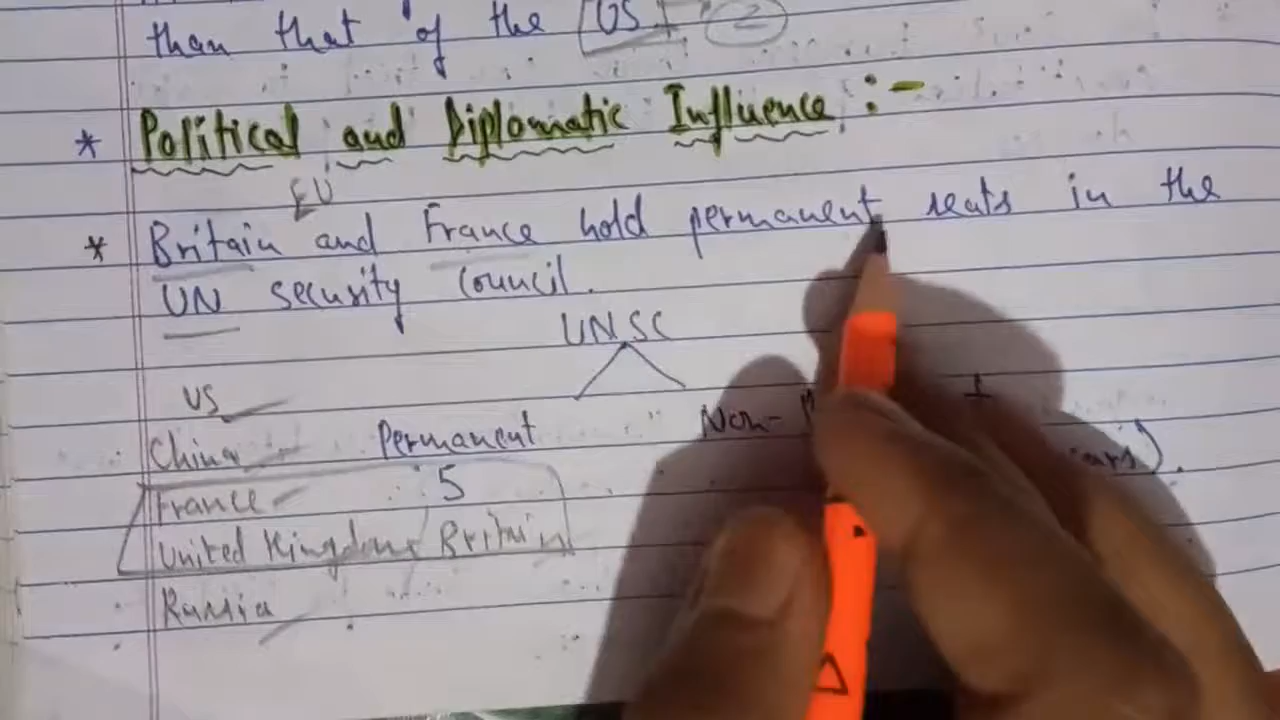 than that of the US 2
* Political and Diplomatic Influence :-
EU
* Britain and France hold permanent seats in the
UN security council.
UNSC
US
China Permanent Non-
France 5
United Kingdom / Britain
Russia